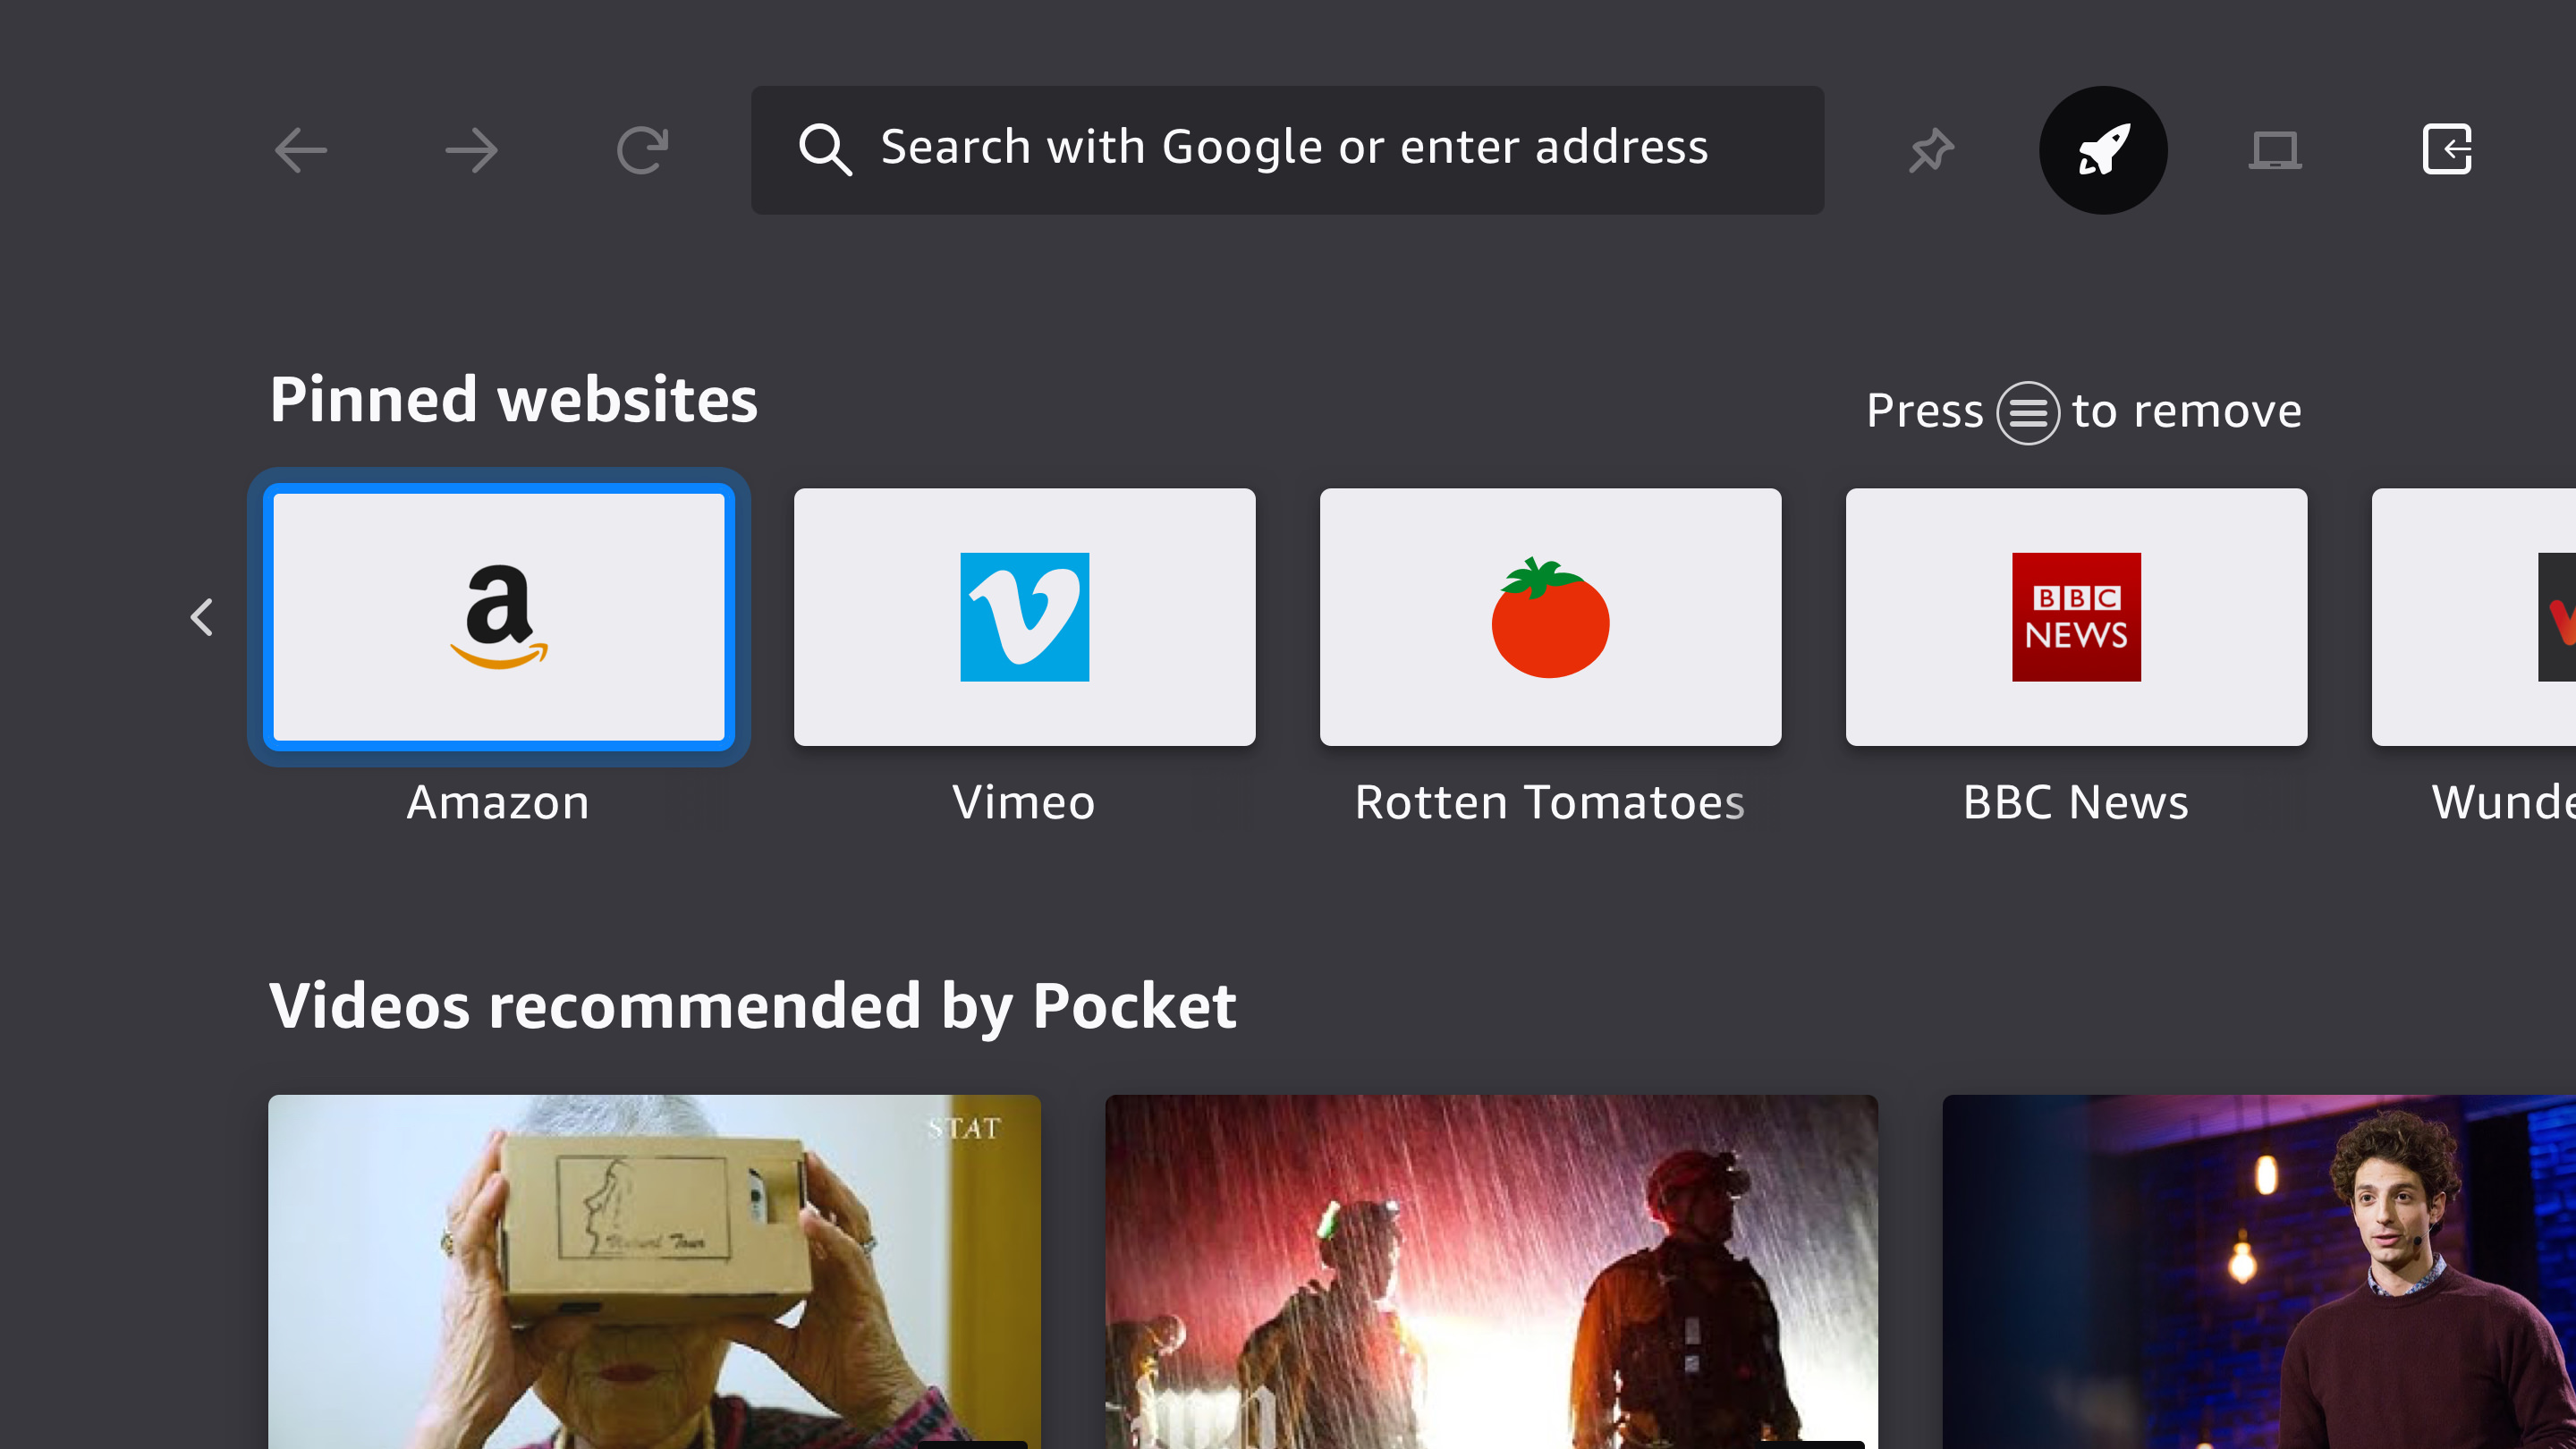 Search with Google or enter address
Pinned websites
Press to remove
a
BBC
NEWS
Amazon
Vimeo
Rotten Tomatoes
BBC News
Wunde
Videos recommended by Pocket
STAT